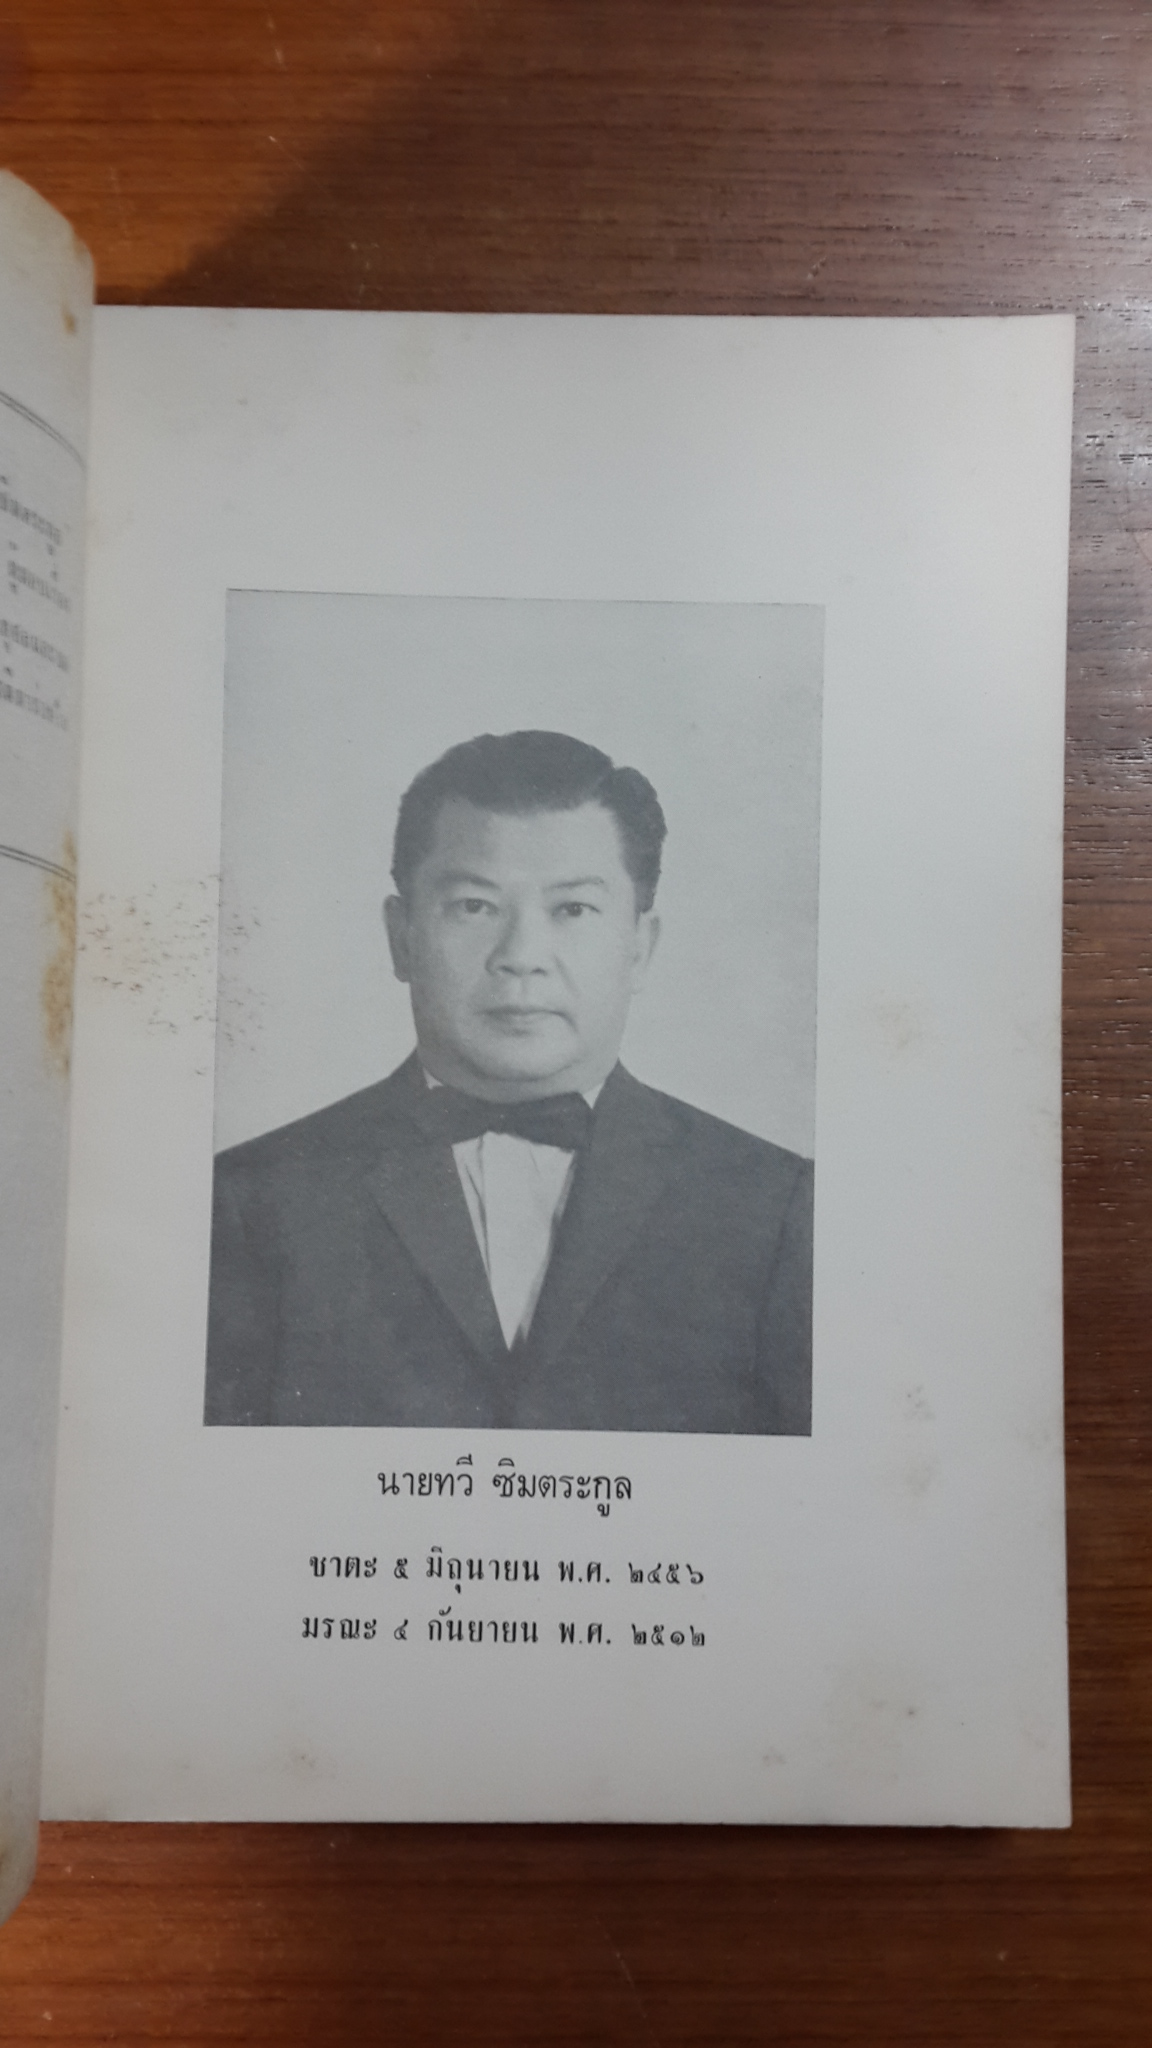 นายทวี ซิมตระกูล
ชาตะ ๕ มิถุนายน พ.ศ. ๒๔๕๖
มรณะ ๔ กันยายน พ.ศ. ๒๕๑๒